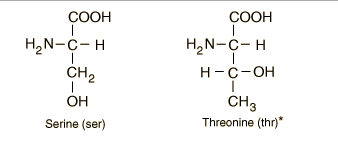 COOH
H₂N–C–H
CH₂
OH
Serine (ser)
COOH
H₂N–C–H
H–C–OH
CH₃
Threonine (thr)*